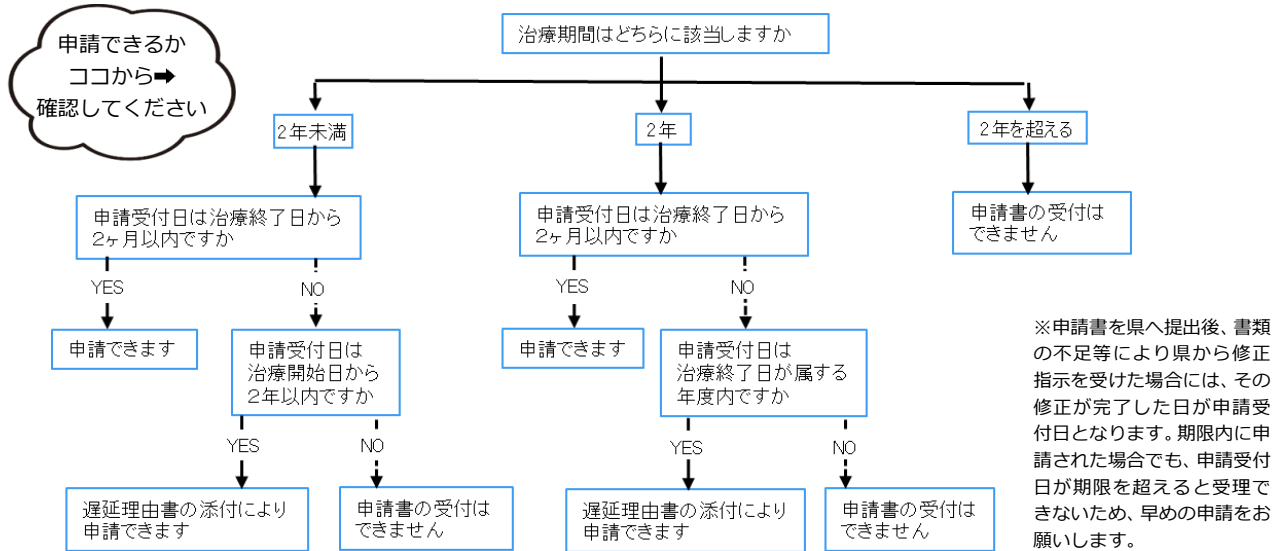 申請できるか
ココから➡
確認してください
治療期間はどちらに該当しますか
2年未満
2年
2年を超える
申請受付日は治療終了日から
2ヶ月以内ですか
申請受付日は治療終了日から
2ヶ月以内ですか
申請書の受付は
できません
YES
NO
YES
NO
申請できます
申請受付日は
治療開始日から
2年以内ですか
申請できます
申請受付日は
治療終了日が属する
年度内ですか
YES
NO
YES
NO
遅延理由書の添付により
申請できます
申請書の受付は
できません
遅延理由書の添付により
申請できます
申請書の受付は
できません
※申請書を県へ提出後、書類
の不足等により県から修正
指示を受けた場合には、その
修正が完了した日が申請受
付日となります。期限内に申
請された場合でも、申請受付
日が期限を超えると受理で
きないため、早めの申請をお
願いします。